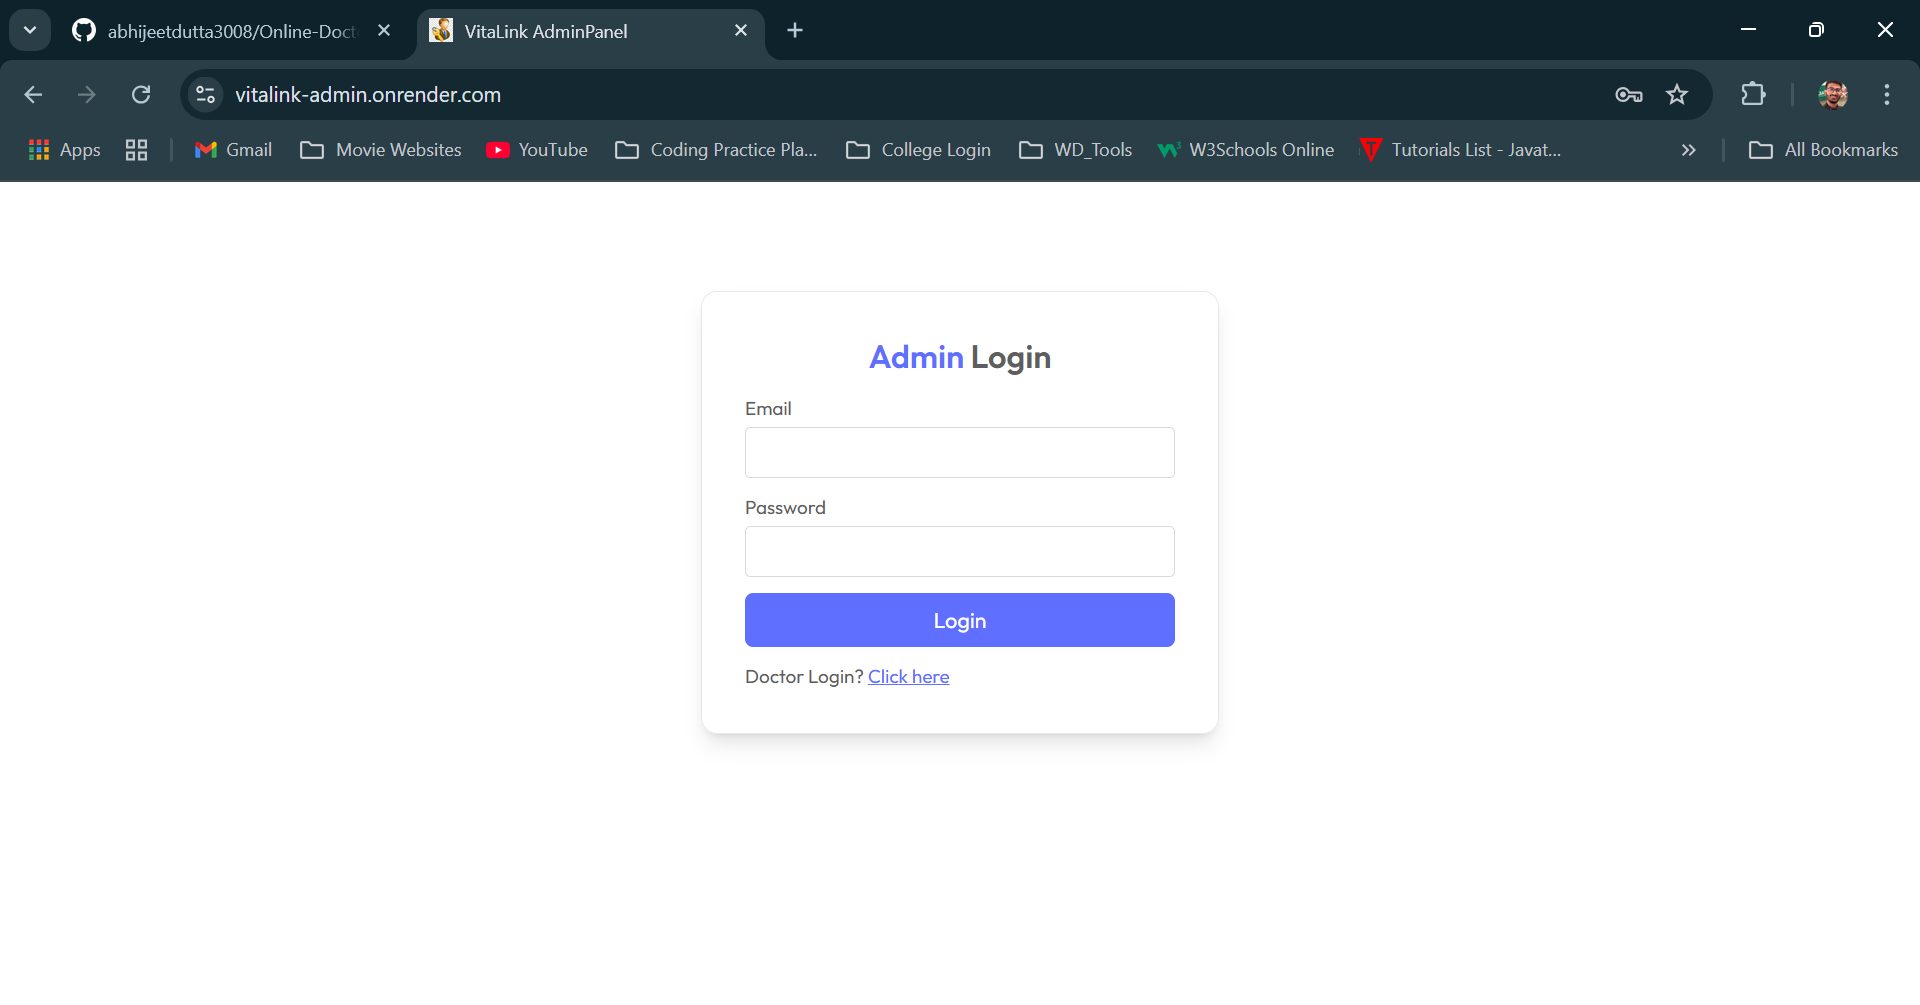 abhijeetdutta3008/Online-Doct
VitaLink AdminPanel
vitalink-admin.onrender.com
Apps
Gmail
Movie Websites
YouTube
Coding Practice Pla...
College Login
WD_Tools
W3Schools Online
Tutorials List - Javat...
All Bookmarks
Admin Login
Email
Password
Login
Doctor Login? Click here